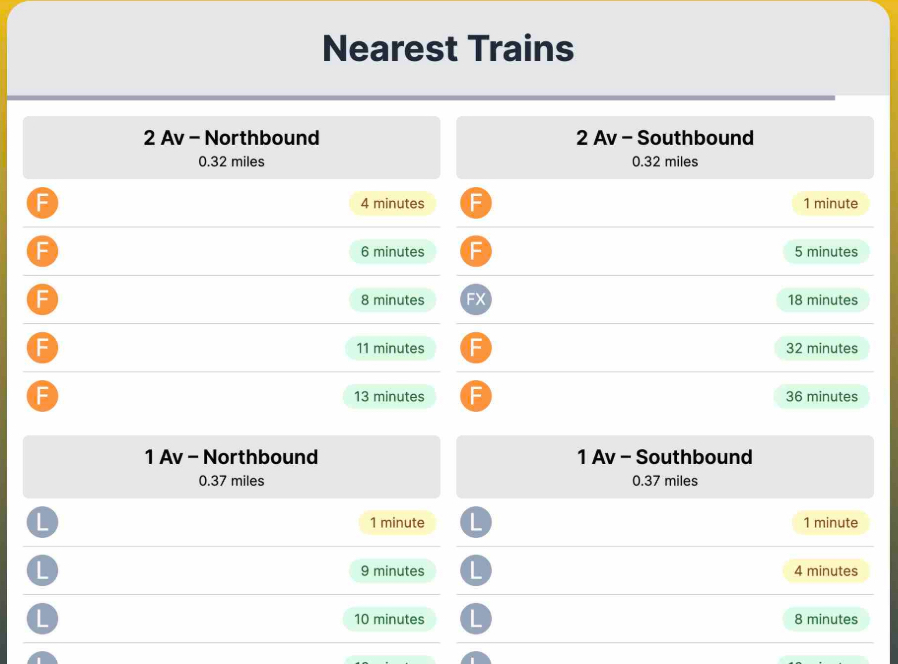 Nearest Trains
2 Av – Northbound
0.32 miles
F 4 minutes
F 6 minutes
F 8 minutes
F 11 minutes
F 13 minutes
2 Av – Southbound
0.32 miles
F 1 minute
F 5 minutes
FX 18 minutes
F 32 minutes
F 36 minutes
1 Av – Northbound
0.37 miles
L 1 minute
L 9 minutes
L 10 minutes
1 Av – Southbound
0.37 miles
L 1 minute
L 4 minutes
L 8 minutes